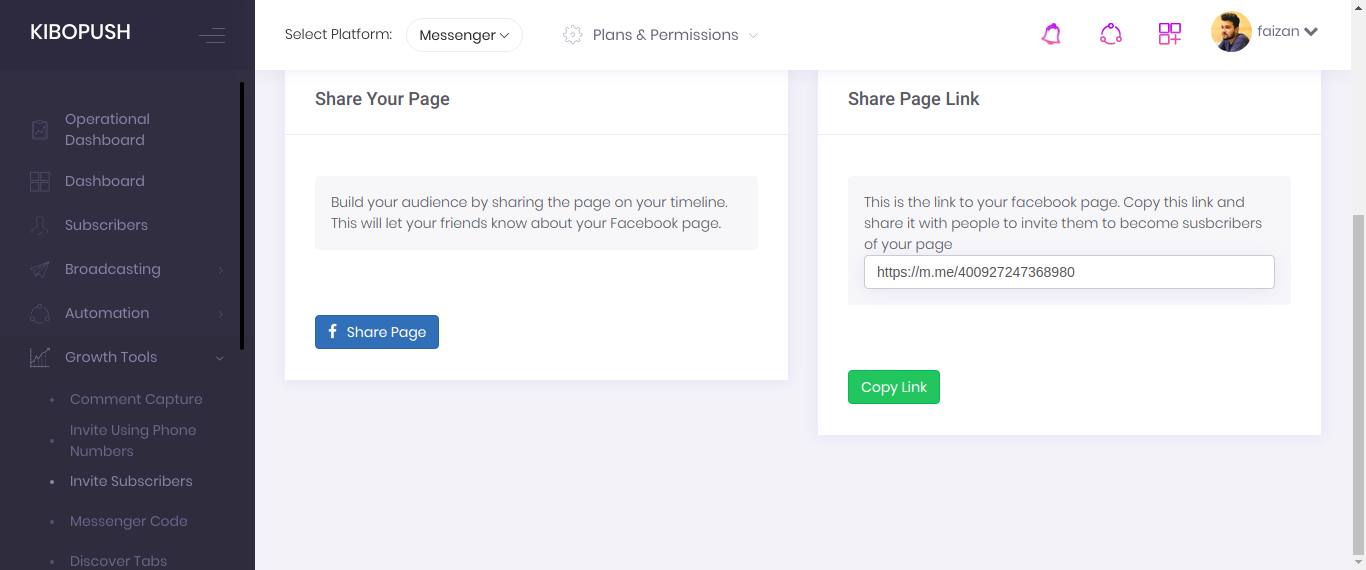 KIBOPUSH
Select Platform:
Messenger
Plans & Permissions
faizan
Operational
Dashboard
Dashboard
Subscribers
Broadcasting
Automation
Growth Tools
Comment Capture
Invite Using Phone
Numbers
Invite Subscribers
Messenger Code
Discover Tabs
Share Your Page
Build your audience by sharing the page on your timeline.
This will let your friends know about your Facebook page.
Share Page
Share Page Link
This is the link to your facebook page. Copy this link and
share it with people to invite them to become susbcribers
of your page
https://m.me/400927247368980
Copy Link